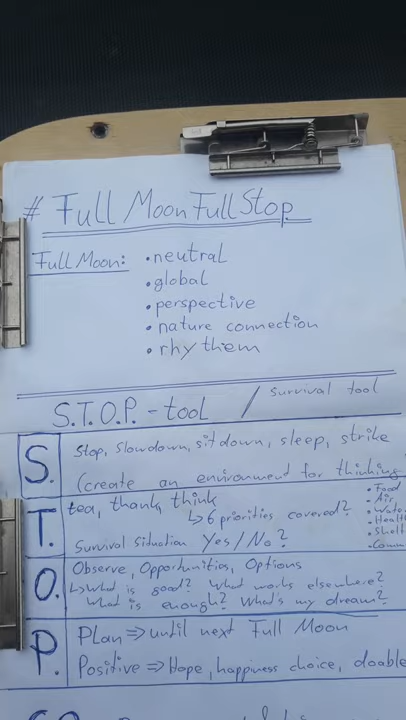 # Full Moon Full Stop
Full Moon:
• neutral
• global
• perspective
• nature connection
• rhythem
S.T.O.P. - tool / Survival tool
S. Stop, Slowdown, sit down, sleep, strike
(create an environment for thinking
T. tea, thank, think
↳ 6 priorities covered?
Survival Situation Yes/No?
• Food
• Air,
• Wate
• Healt
• Shelt
O. Observe, Opportunities, Options
↳ What is good? What works elsewhere?
What is enough? What's my dream?
P. Plan ⇒ until next Full Moon
Positive ⇒ Hope, happiness choice, doable